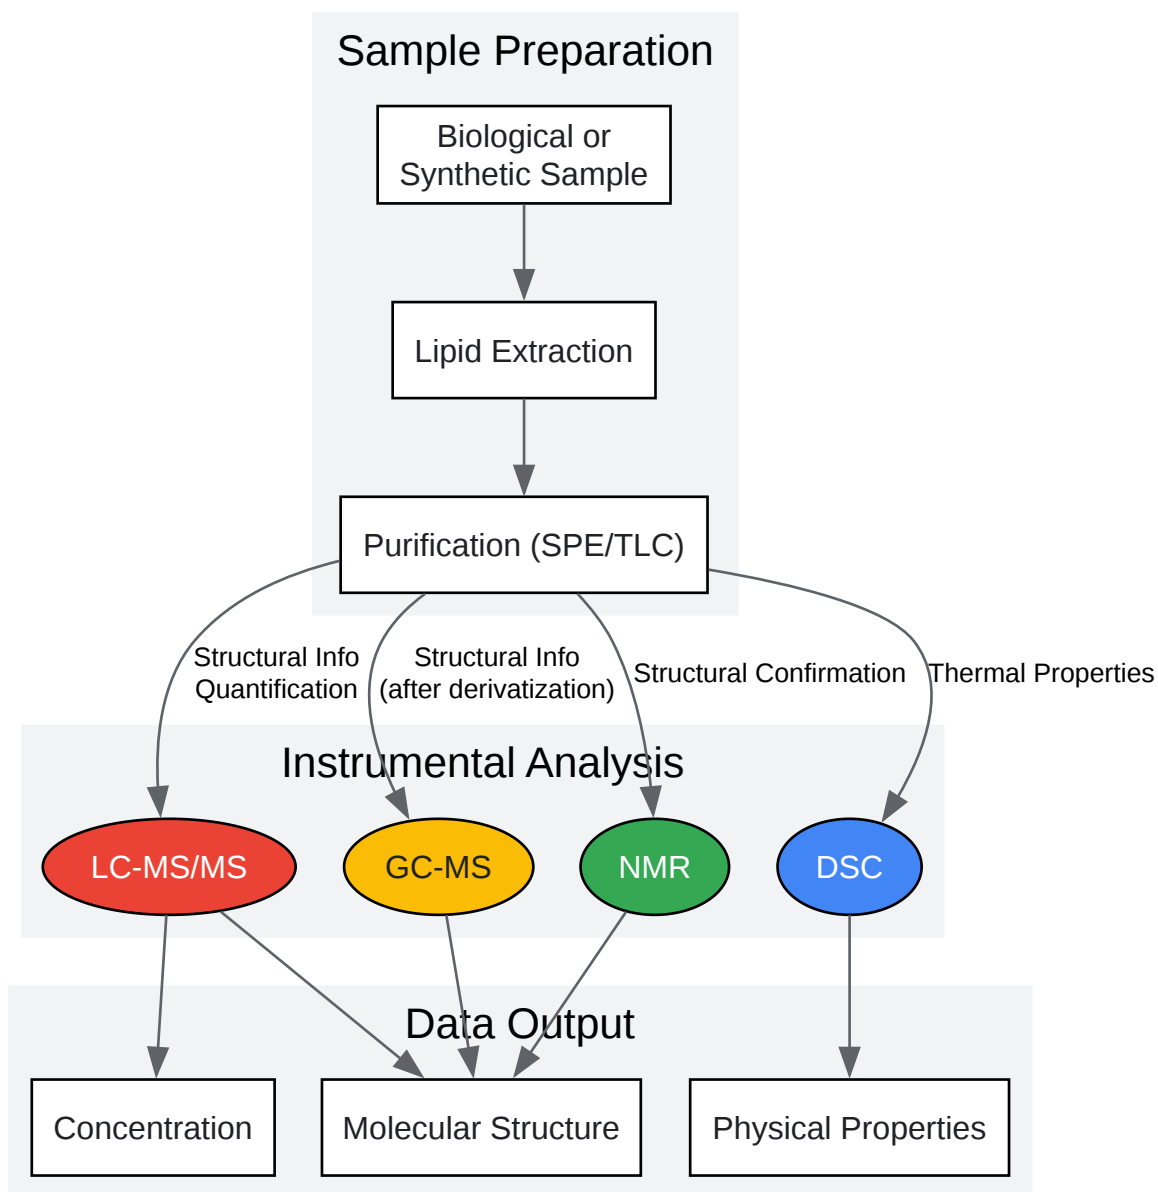 Sample Preparation
Biological or
Synthetic Sample
Lipid Extraction
Purification (SPE/TLC)
Structural Info
Quantification
Structural Info
(after derivatization)
Structural Confirmation
Thermal Properties
Instrumental Analysis
LC-MS/MS
GC-MS
NMR
DSC
Data Output
Concentration
Molecular Structure
Physical Properties